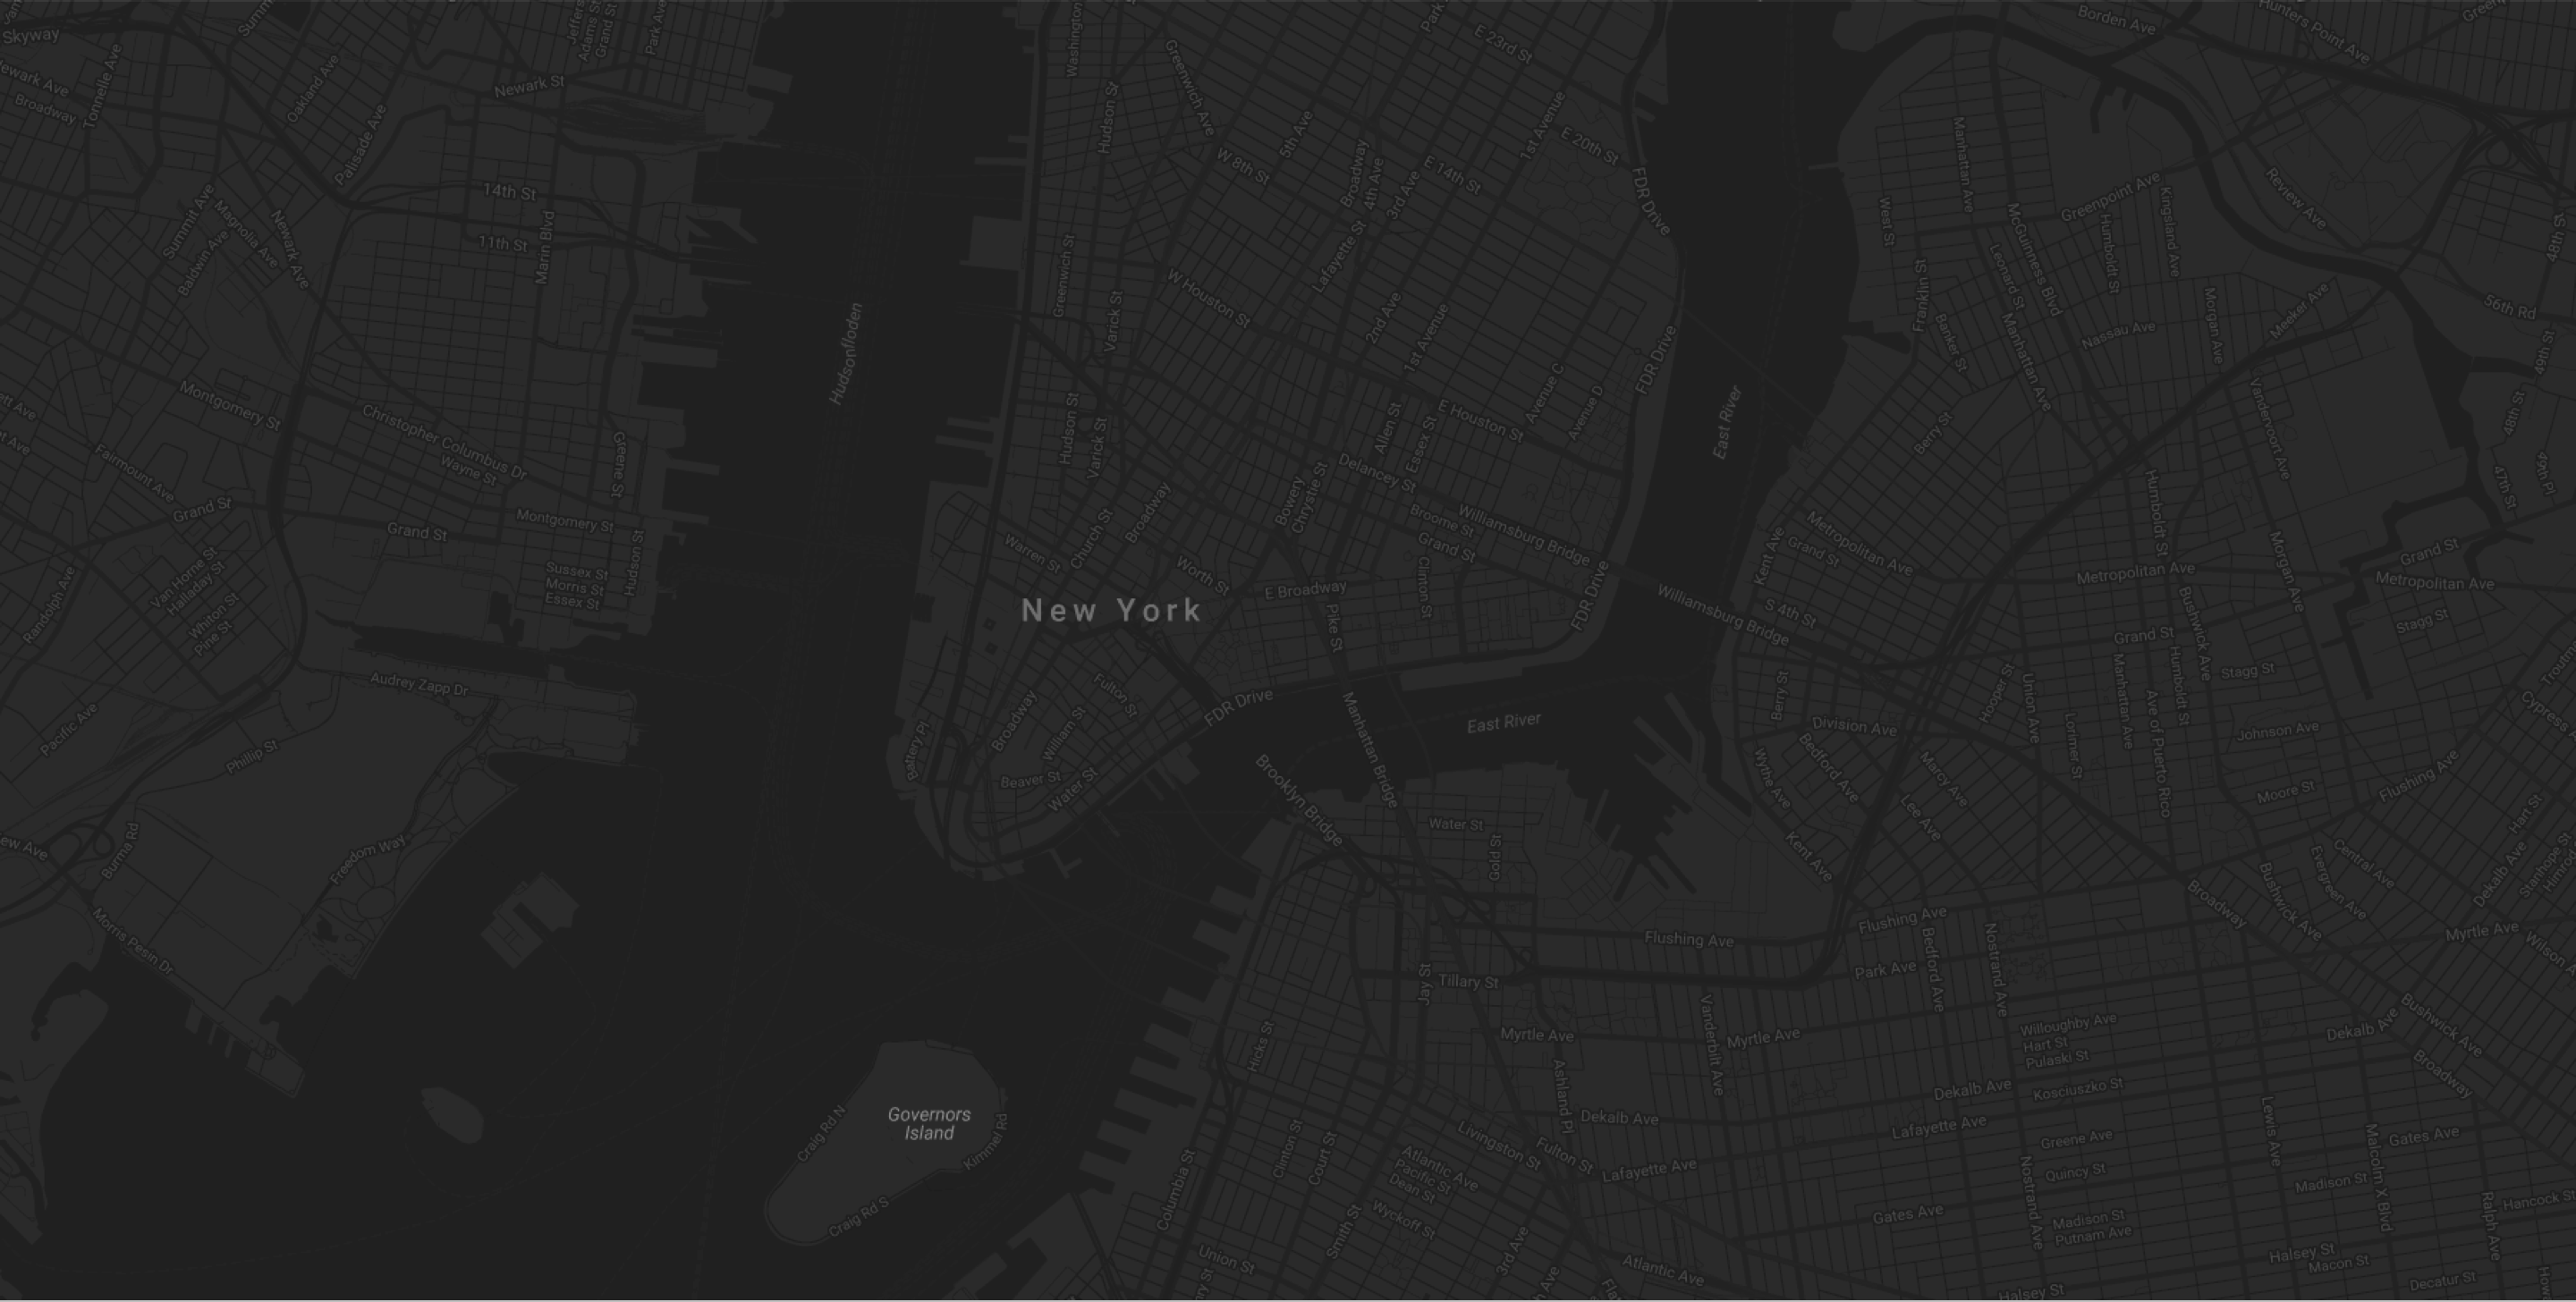 Skyway
Newark St
Park Ave
Washington
Greenwich Ave
Park
E 23rd St
Borden Ave
Hunters Point Ave
ewark Ave
Broadway
Tonnelle Ave
Oakland Ave
Palisade Ave
Hudson St
5th Ave
W 8th St
Broadway
4th Ave
3rd Ave
E 14th St
1st Avenue
E 20th St
FDR Drive
Manhattan Ave
Greenpoint Ave
Kingsland Ave
Review Ave
48th St
14th St
11th St
Marin Blvd
Summit Ave
Magnolia Ave
Baldwin Ave
Newark Ave
West St
McGuinness Blvd
Humboldt St
Leonard St
Greenwich St
Lafayette St
W Houston St
Varick St
2nd Ave
1st Avenue
FDR Drive
Franklin St
Banker St
Manhattan Ave
Nassau Ave
Morgan Ave
Meeker Ave
56th Rd
49th St
Hudsonfloden
Montgomery St
Christopher Columbus Dr
Wayne St
Greene St
Hudson St
Varick St
Allen St
Essex St
E Houston St
Avenue C
Avenue D
East River
Berry St
Vandervoort Ave
48th St
Fairmount Ave
Grand St
Grand St
Montgomery St
Hudson St
Warren St
Church St
Broadway
Worth St
Bowery
Chrystie St
Delancey St
Broome St
Grand St
Williamsburg Bridge
Kent Ave
Metropolitan Ave
Grand St
Humboldt St
Morgan Ave
47th St
49th Pl
Grand St
Van Horne St
Halladay St
Whiton St
Pine St
Randolph Ave
Sussex St
Morris St
Essex St
New York
E Broadway
Pike St
Clinton St
FDR Drive
Williamsburg Bridge
S 4th St
Metropolitan Ave
Metropolitan Ave
Bushwick Ave
Grand St
Stagg St
Stagg St
Audrey Zapp Dr
Pacific Ave
Phillip St
Battery Pl
Broadway
William St
Fulton St
FDR Drive
Manhattan Bridge
East River
Berry St
Division Ave
Hooper St
Union Ave
Lorimer St
Manhattan Ave
Ave of Puerto Rico
Humboldt St
Johnson Ave
Cypress
Beaver St
Water St
Brooklyn Bridge
Wythe Ave
Bedford Ave
Marcy Ave
Lee Ave
Moore St
Flushing Ave
Hart St
ew Ave
Burma Rd
Freedom Way
Water St
Gold St
Kent Ave
Central Ave
Evergreen Ave
Bushwick Ave
Dekalb Ave
Stanhope St
Morris Pesin Dr
Flushing Ave
Flushing Ave
Bedford Ave
Nostrand Ave
Broadway
Myrtle Ave
Wilson
Jay St
Tillary St
Park Ave
Hicks St
Myrtle Ave
Vanderbilt Ave
Myrtle Ave
Willoughby Ave
Hart St
Pulaski St
Dekalb Ave
Bushwick Ave
Broadway
Governors
Island
Craig Rd N
Kimmel Rd
Craig Rd S
Ashland Pl
Dekalb Ave
Dekalb Ave
Kosciuszko St
Lafayette Ave
Greene Ave
Lewis Ave
Malcolm X Blvd
Gates Ave
Columbia St
Clinton St
Court St
Atlantic Ave
Pacific St
Dean St
Livingston St
Fulton St
Lafayette Ave
Quincy St
Nostrand Ave
Madison St
Hancock St
Union St
Smith St
Wyckoff St
3rd Ave
Gates Ave
Madison St
Putnam Ave
Ralph Ave
Atlantic Ave
Halsey St
Halsey St
Macon St
Decatur St